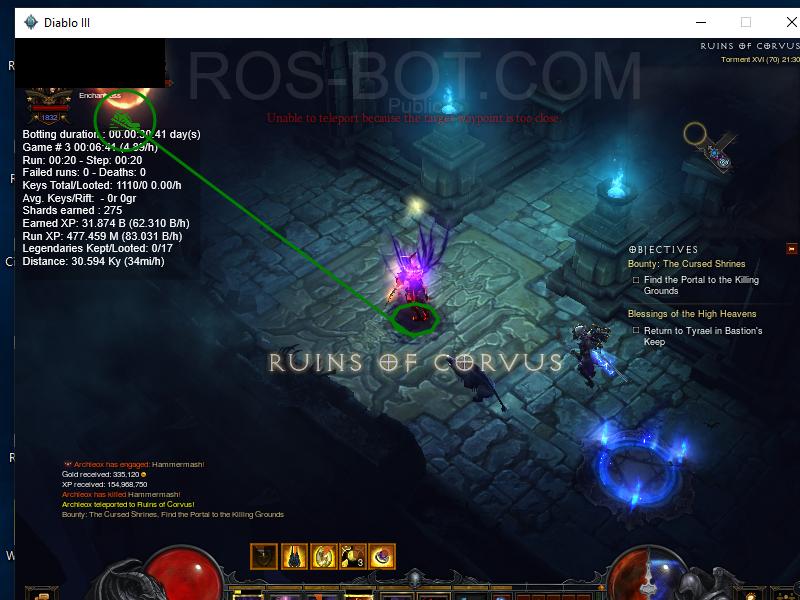 Diablo III
RUINS OF CORVUS
Torment XVI (70) 21:30
ROS-BOT.COM
Public
Unable to teleport because the target waypoint is too close.
1832
Botting duration : 00.00:30:41 day(s)
Game # 3 00:06:41 (4.89/h)
Run: 00:20 - Step: 00:20
Failed runs: 0 - Deaths: 0
Keys Total/Looted: 1110/0 0.00/h
Avg. Keys/Rift: - 0r 0gr
Shards earned : 275
Earned XP: 31.874 B (62.310 B/h)
Run XP: 477.459 M (83.031 B/h)
Legendaries Kept/Looted: 0/17
Distance: 30.594 Ky (34mi/h)
OBJECTIVES
Bounty: The Cursed Shrines
Find the Portal to the Killing
Grounds
Blessings of the High Heavens
Return to Tyrael in Bastion's
Keep
RUINS OF CORVUS
Archleox has engaged: Hammermash!
Gold received: 335,120
XP received: 154,968,750
Archleox has killed Hammermash!
Archleox teleported to Ruins of Corvus!
Bounty: The Cursed Shrines, Find the Portal to the Killing Grounds
3